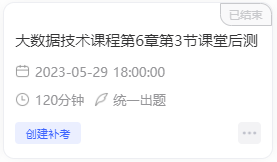 已结束
大数据技术课程第6章第3节课堂后测
2023-05-29 18:00:00
120分钟 统一出题
创建补考